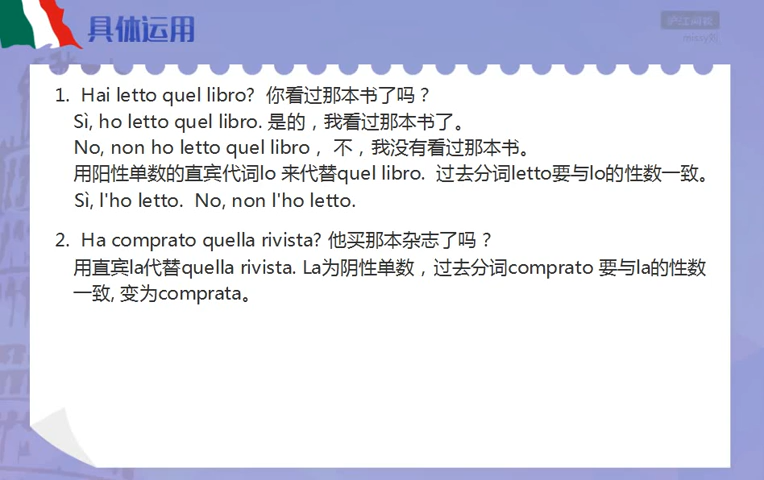 具体运用
沪江网校
1. Hai letto quel libro? 你看过那本书了吗？
Sì, ho letto quel libro. 是的，我看过那本书了。
No, non ho letto quel libro， 不，我没有看过那本书。
用阳性单数的直宾代词lo 来代替quel libro. 过去分词letto要与lo的性数一致。
Sì, l'ho letto. No, non l'ho letto.
2. Ha comprato quella rivista? 他买那本杂志了吗？
用直宾la代替quella rivista. La为阴性单数，过去分词comprato 要与la的性数
一致, 变为comprata。